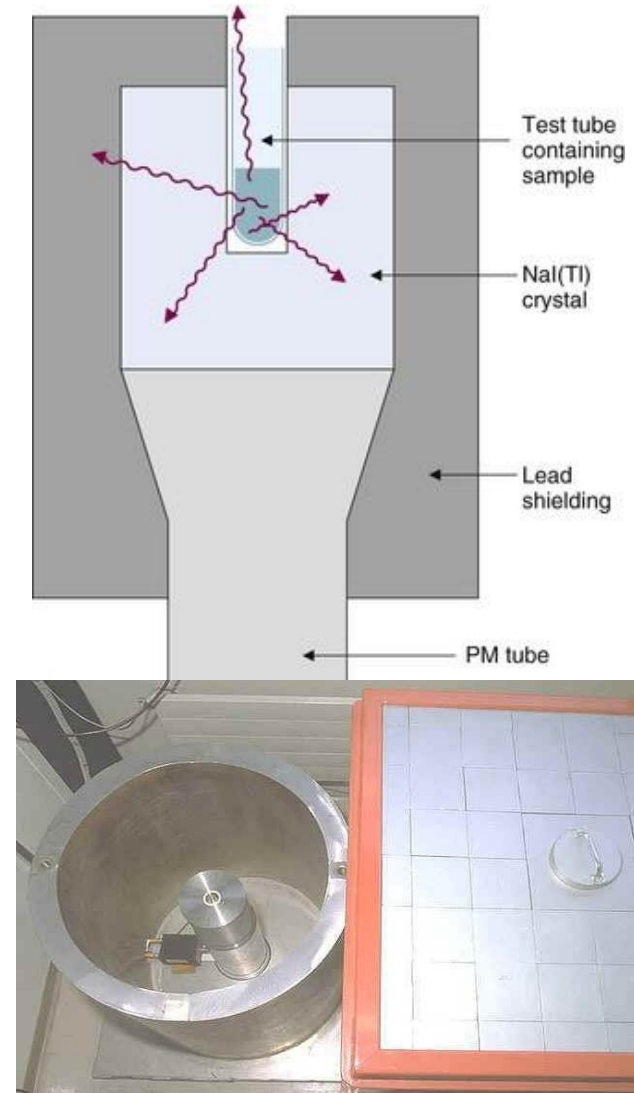 Test tube
containing
sample
NaI(Tl)
crystal
Lead
shielding
PM tube